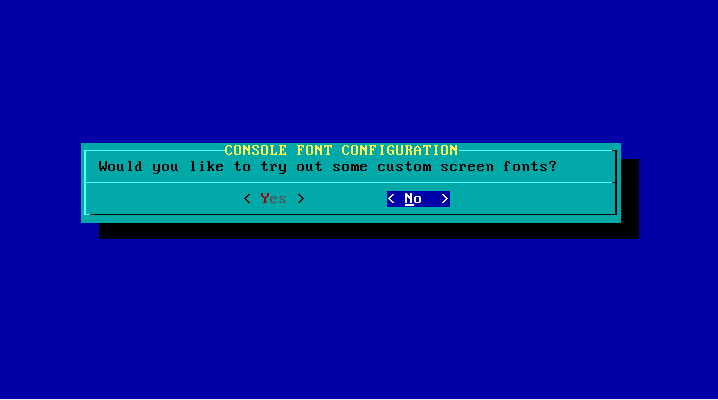 CONSOLE FONT CONFIGURATION
Would you like to try out some custom screen fonts?
< Yes > < No >